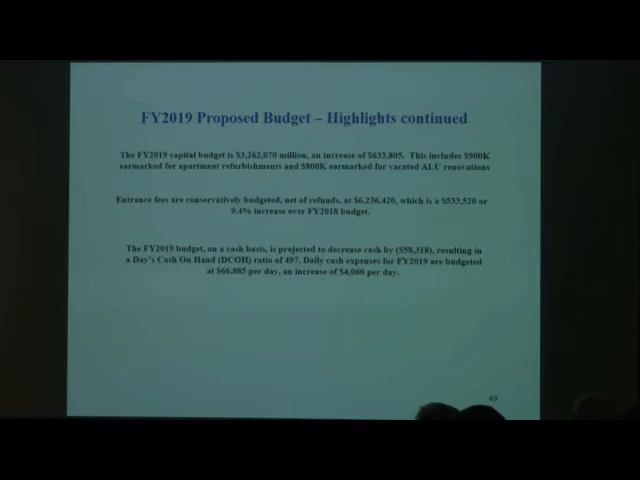 FY2019 Proposed Budget – Highlights continued
The FY2019 capital budget is $3,262,070 million, an increase of $633,805. This includes $900K
earmarked for apartment refurbishments and $800K earmarked for vacated ALU renovations
Entrance fees are conservatively budgeted, net of refunds, at $6,236,420, which is a $533,520 or
9.4% increase over FY2018 budget.
The FY2019 budget, on a cash basis, is projected to decrease cash by ($58,318), resulting in
a Day's Cash On Hand (DCOH) ratio of 497. Daily cash expenses for FY2019 are budgeted
at $66,885 per day, an increase of $4,060 per day.
49